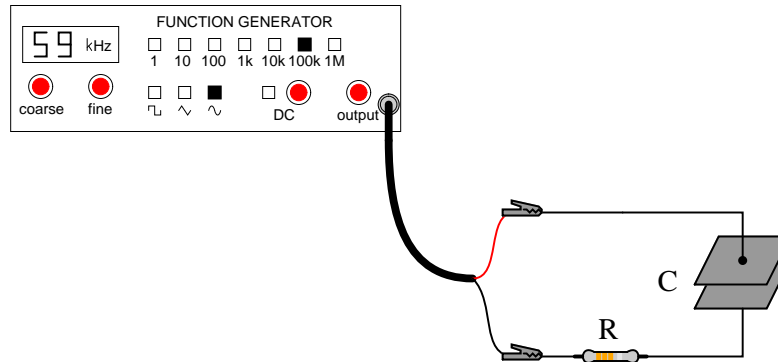 FUNCTION GENERATOR
59 kHz
1 10 100 1k 10k 100k 1M
coarse fine
DC output
C
R